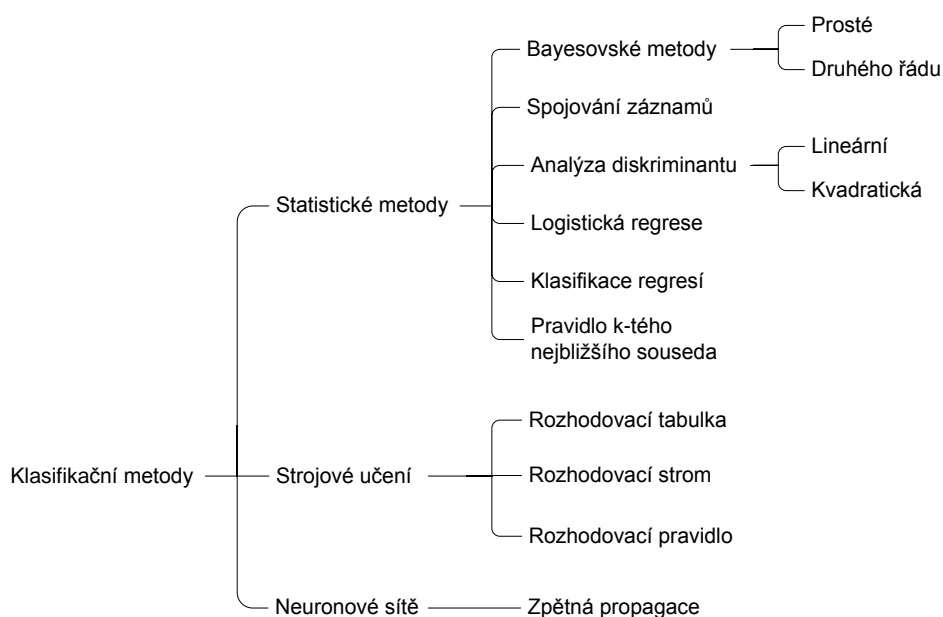 Prosté
Bayesovské metody
Druhého řádu
Spojování záznamů
Lineární
Analýza diskriminantu
Kvadratická
Statistické metody
Logistická regrese
Klasifikace regresí
Pravidlo k-tého
nejbližšího souseda
Rozhodovací tabulka
Klasifikační metody
Strojové učení
Rozhodovací strom
Rozhodovací pravidlo
Neuronové sítě
Zpětná propagace